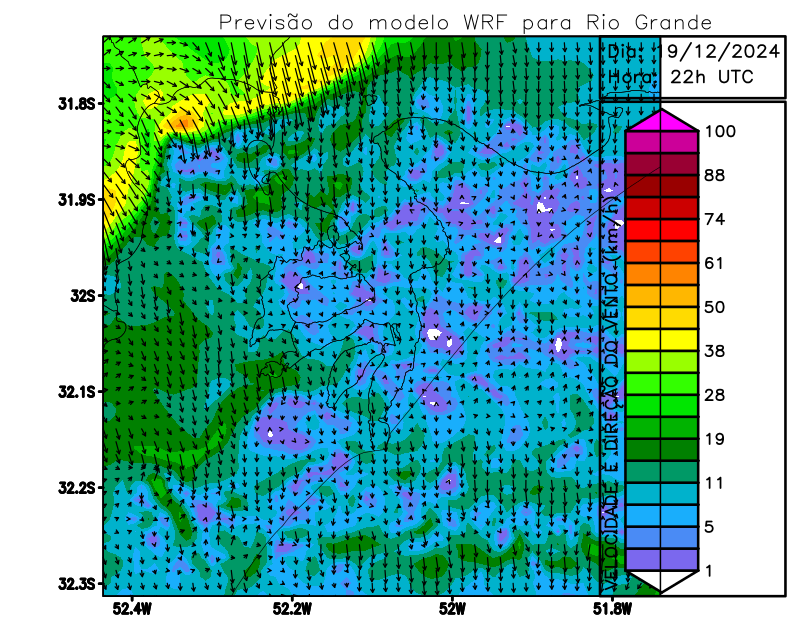 Previsão do modelo WRF para Rio Grande
Dia: 19/12/2024
Hora: 22h UTC
31.8S
31.9S
32S
32.1S
32.2S
32.3S
52.4W
52.2W
52W
51.8W
VELOCIDADE E DIREÇÃO DO VENTO (km/h)
100
88
74
61
50
38
28
19
11
5
1